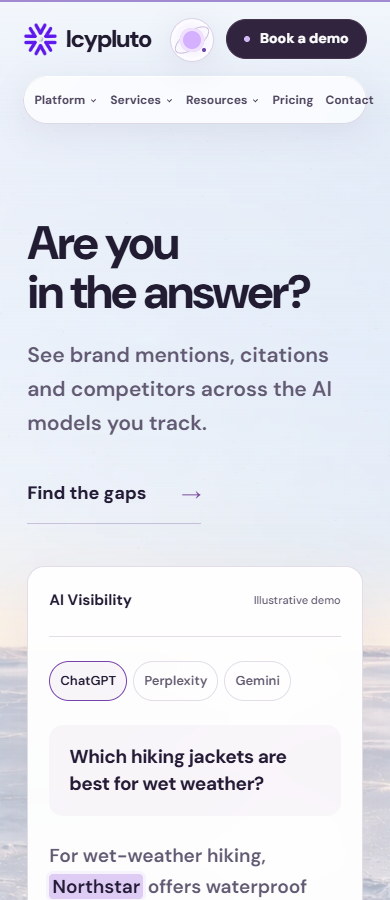 Icypluto
Book a demo
Platform Services Resources Pricing Contact
Are you
in the answer?
See brand mentions, citations
and competitors across the AI
models you track.
Find the gaps →
AI Visibility Illustrative demo
ChatGPT Perplexity Gemini
Which hiking jackets are
best for wet weather?
For wet-weather hiking,
Northstar offers waterproof